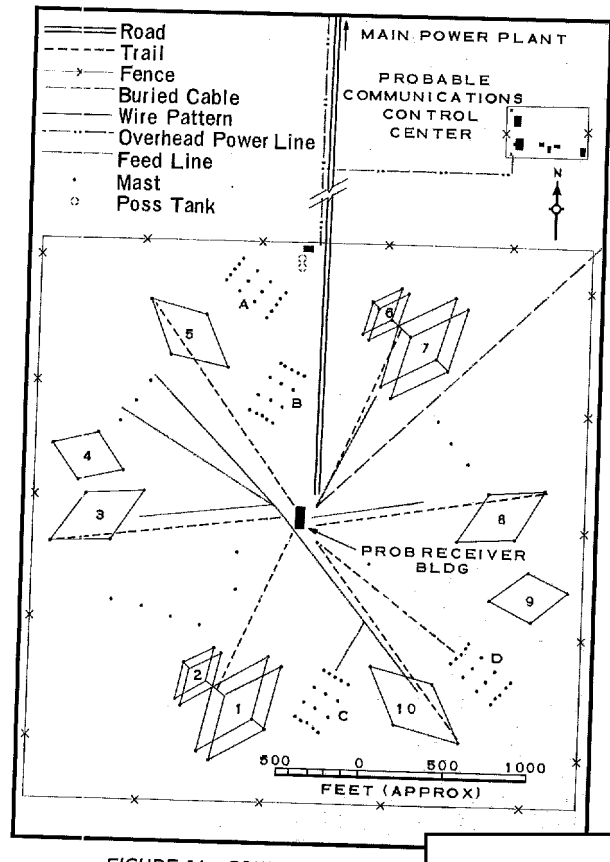 Road
Trail
Fence
Buried Cable
Wire Pattern
Overhead Power Line
Feed Line
Mast
Poss Tank
MAIN POWER PLANT
PROBABLE
COMMUNICATIONS
CONTROL
CENTER
N
A
5
6
7
B
4
3
8
PROB RECEIVER
BLDG
9
2
D
1
C
10
500 0 500 1000
FEET (APPROX)